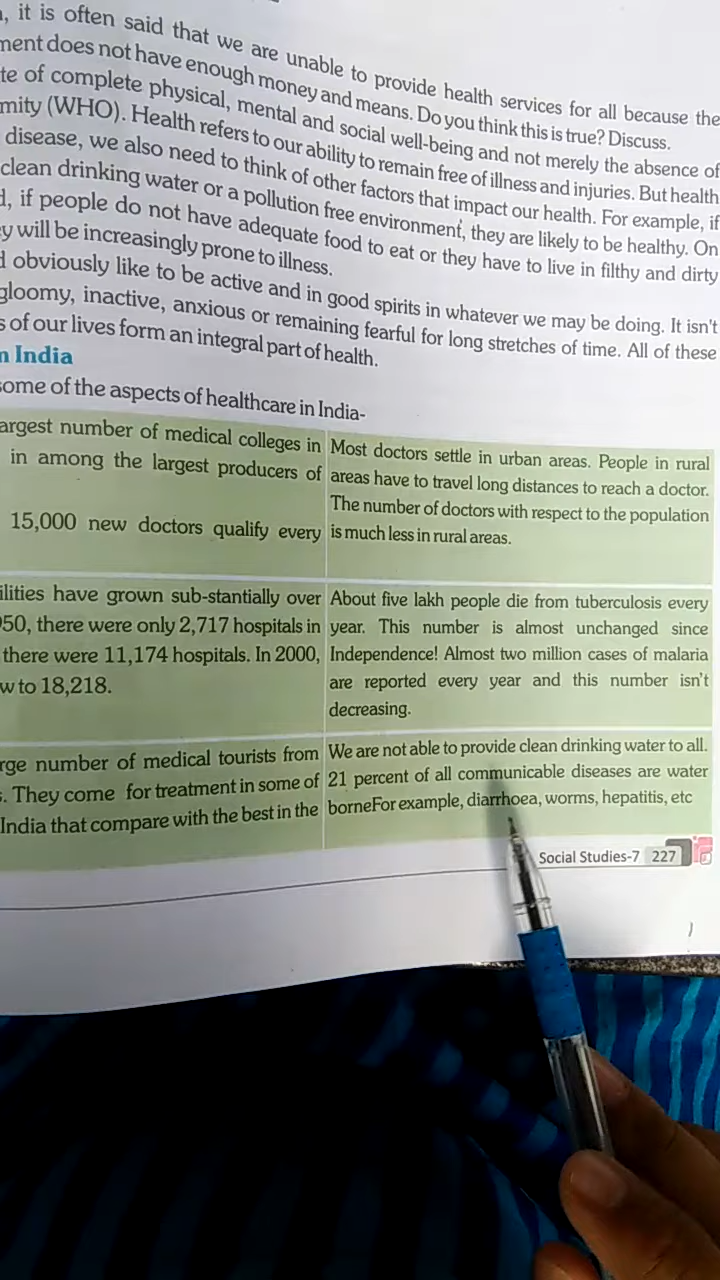 , it is often said that we are unable to provide health services for all because the
ment does not have enough money and means. Do you think this is true? Discuss.
te of complete physical, mental and social well-being and not merely the absence of
mity (WHO). Health refers to our ability to remain free of illness and injuries. But health
disease, we also need to think of other factors that impact our health. For example, if
clean drinking water or a pollution free environment, they are likely to be healthy. On
d, if people do not have adequate food to eat or they have to live in filthy and dirty
ey will be increasingly prone to illness.
d obviously like to be active and in good spirits in whatever we may be doing. It isn't
gloomy, inactive, anxious or remaining fearful for long stretches of time. All of these
s of our lives form an integral part of health.
n India
some of the aspects of healthcare in India-
argest number of medical colleges in
in among the largest producers of
15,000 new doctors qualify every
Most doctors settle in urban areas. People in rural
areas have to travel long distances to reach a doctor.
The number of doctors with respect to the population
is much less in rural areas.
ilities have grown sub-stantially over
950, there were only 2,717 hospitals in
there were 11,174 hospitals. In 2000,
w to 18,218.
About five lakh people die from tuberculosis every
year. This number is almost unchanged since
Independence! Almost two million cases of malaria
are reported every year and this number isn't
decreasing.
rge number of medical tourists from
. They come for treatment in some of
India that compare with the best in the
We are not able to provide clean drinking water to all.
21 percent of all communicable diseases are water
borneFor example, diarrhoea, worms, hepatitis, etc
Social Studies-7 227